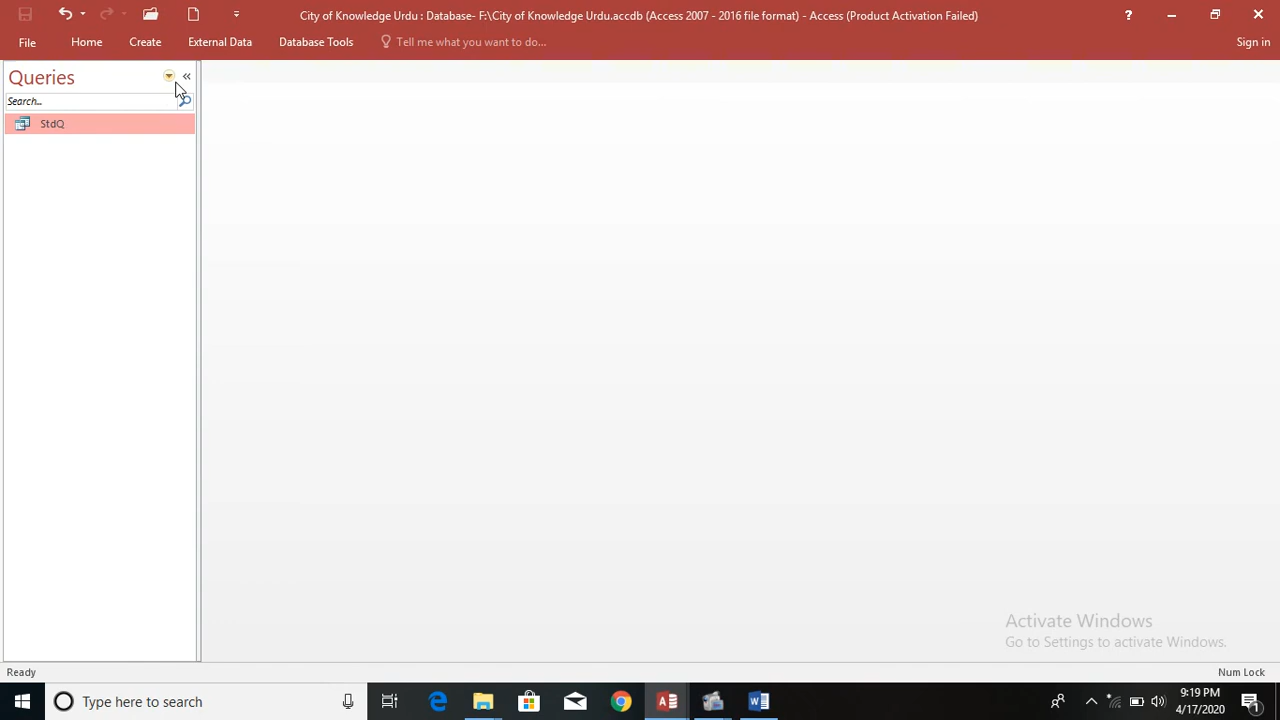 City of Knowledge Urdu : Database- F:\City of Knowledge Urdu.accdb (Access 2007 - 2016 file format) - Access (Product Activation Failed)
?
File Home Create External Data Database Tools Tell me what you want to do... Sign in
Queries
Search...
StdQ
Activate Windows
Go to Settings to activate Windows.
Ready Num Lock
Type here to search
9:19 PM
4/17/2020
1